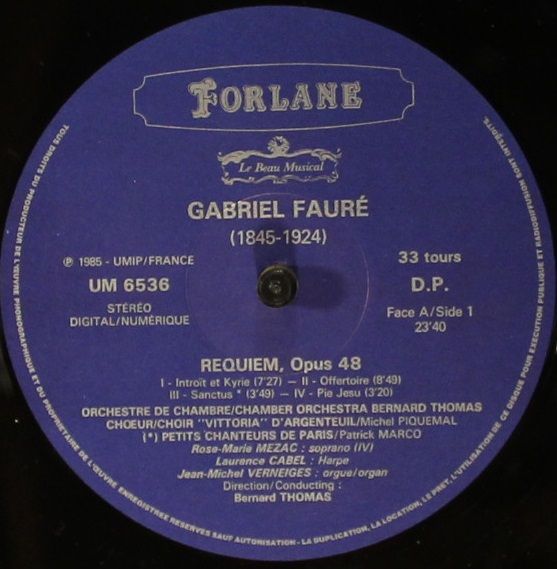 FORLANE
Le Beau Musical
GABRIEL FAURÉ
(1845-1924)
℗ 1985 - UMIP/FRANCE
33 tours
UM 6536
D.P.
STÉRÉO
DIGITAL/NUMÉRIQUE
Face A/Side 1
23'40
REQUIEM, Opus 48
I - Introït et Kyrie (7'27) — II - Offertoire (8'49)
III - Sanctus * (3'49) — IV - Pie Jesu (3'20)
ORCHESTRE DE CHAMBRE/CHAMBER ORCHESTRA BERNARD THOMAS
CHOEUR/CHOIR "VITTORIA" D'ARGENTEUIL/Michel PIQUEMAL
(*) PETITS CHANTEURS DE PARIS/Patrick MARCO
Rose-Marie MEZAC : soprano (IV)
Laurence CABEL : Harpe
Jean-Michel VERNEIGES : orgue/organ
Direction/Conducting :
Bernard THOMAS
TOUS DROITS DU PRODUCTEUR DE L'ŒUVRE PHONOGRAPHIQUE ET DU PROPRIETAIRE DE L'ŒUVRE ENREGISTREE RESERVES SAUF AUTORISATION - LA DUPLICATION, LA LOCATION, LE PRET, L'UTILISATION DE CE DISQUE POUR EXECUTION PUBLIQUE ET RADIODIFFUSION SONT INTERDITS.